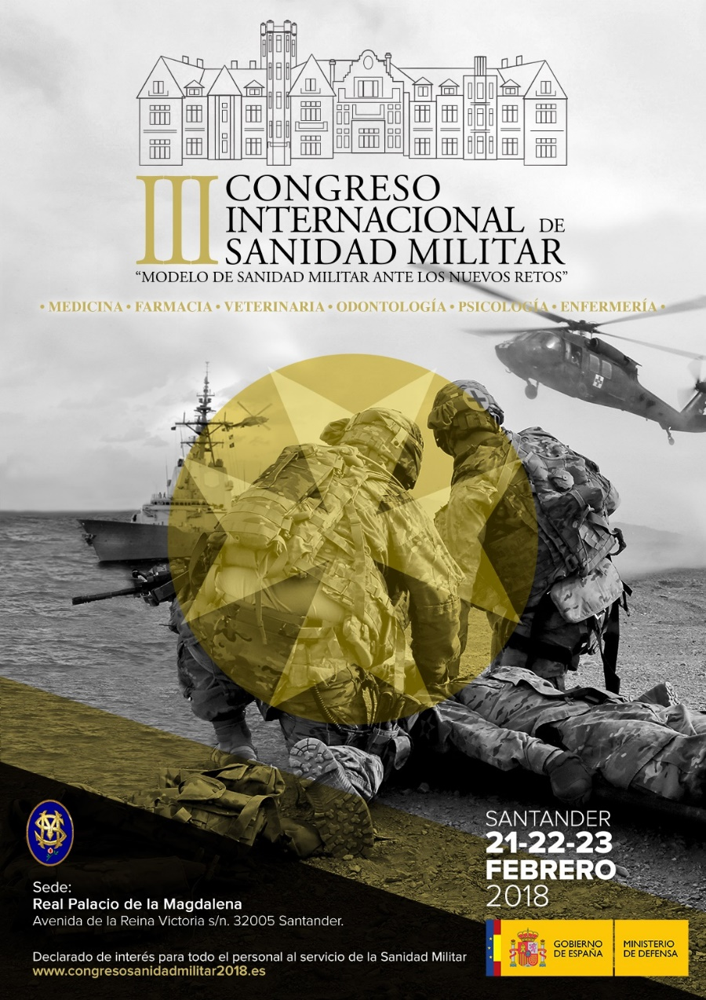 III CONGRESO
INTERNACIONAL DE
SANIDAD MILITAR
“MODELO DE SANIDAD MILITAR ANTE LOS NUEVOS RETOS”
• MEDICINA • FARMACIA • VETERINARIA • ODONTOLOGÍA • PSICOLOGÍA • ENFERMERÍA •
SANTANDER
21-22-23
FEBRERO
2018
Sede:
Real Palacio de la Magdalena
Avenida de la Reina Victoria s/n. 32005 Santander.
Declarado de interés para todo el personal al servicio de la Sanidad Militar
www.congresosanidadmilitar2018.es
GOBIERNO
DE ESPAÑA
MINISTERIO
DE DEFENSA